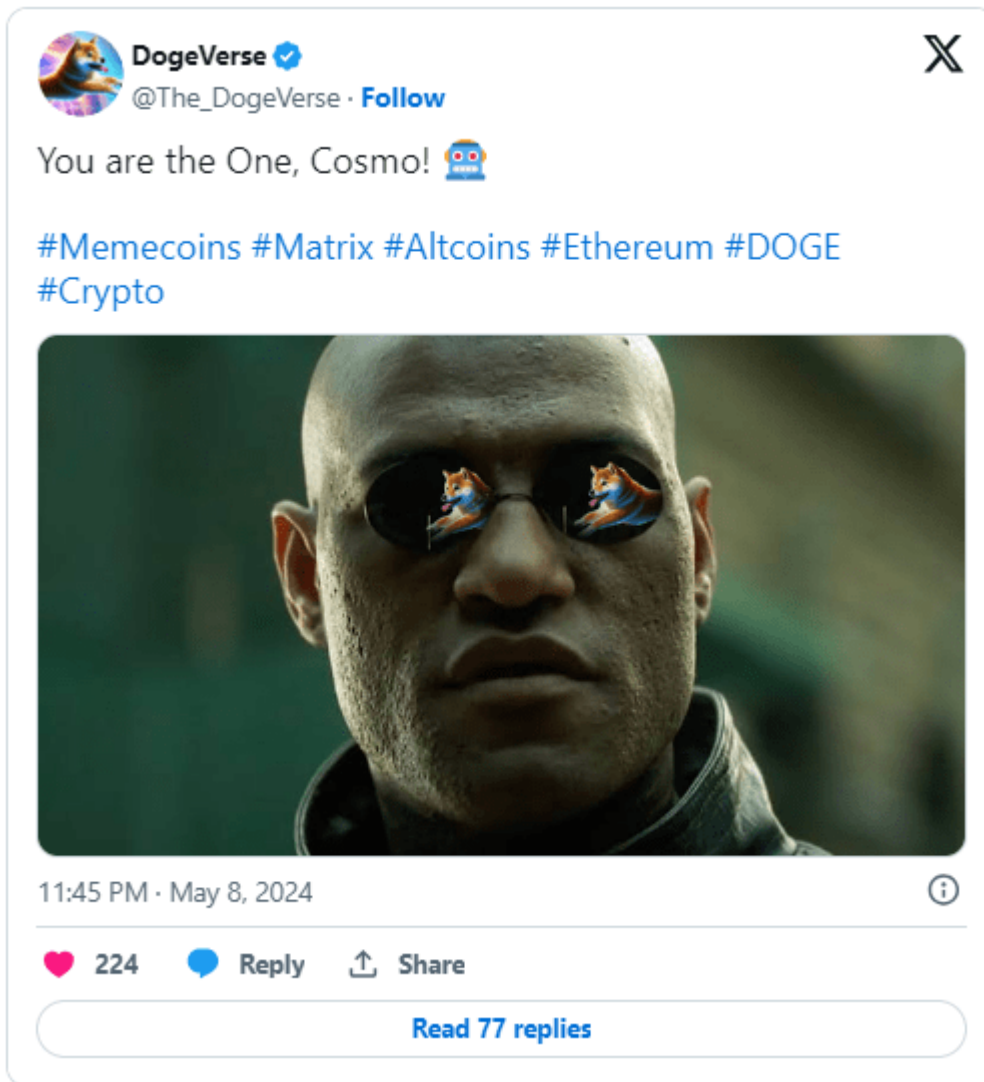 DogeVerse
@The_DogeVerse · Follow
You are the One, Cosmo! 🤖
#Memecoins #Matrix #Altcoins #Ethereum #DOGE
#Crypto
11:45 PM · May 8, 2024
224 Reply Share
Read 77 replies